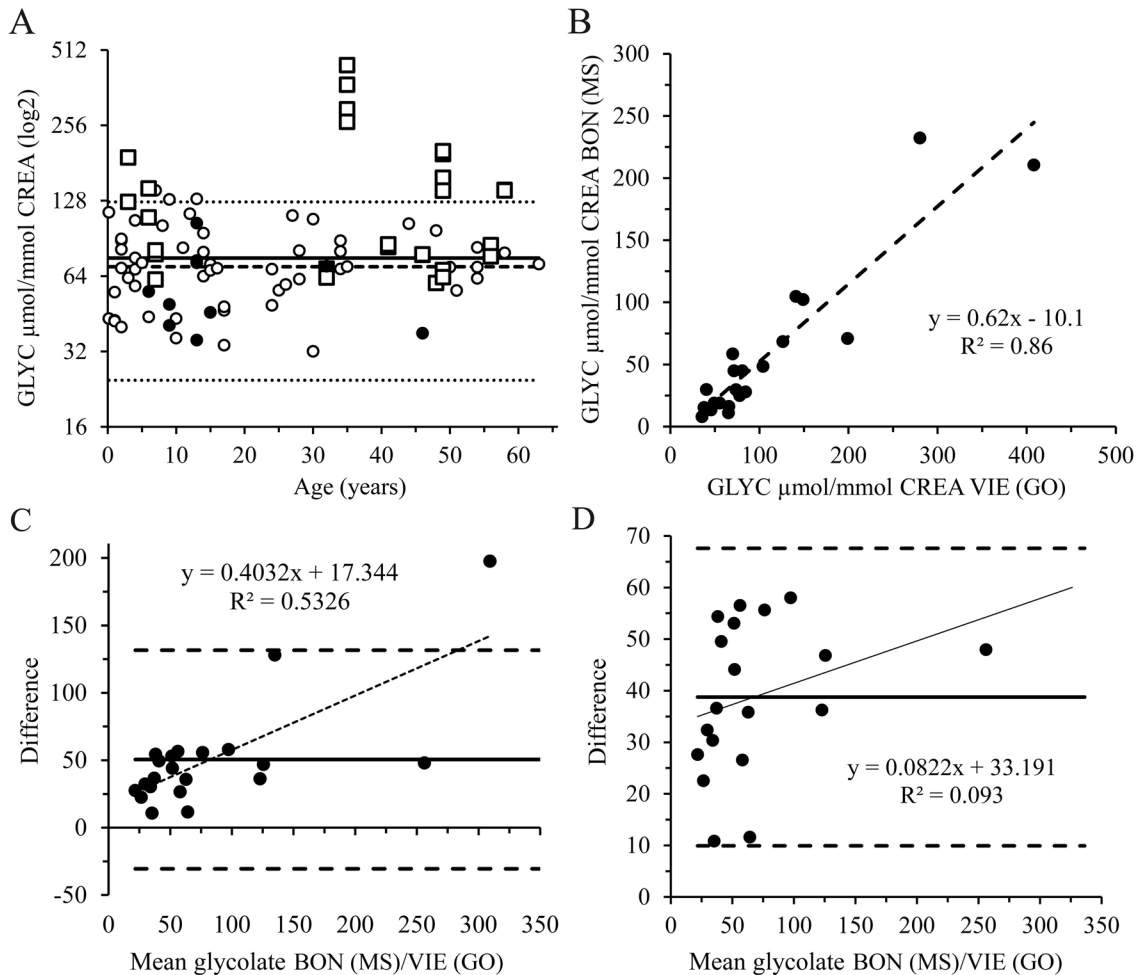 A
GLYC µmol/mmol CREA (log2)
512
256
128
64
32
16
0 10 20 30 40 50 60
Age (years)
B
GLYC µmol/mmol CREA BON (MS)
300
250
200
150
100
50
0
y = 0.62x - 10.1
R² = 0.86
0 100 200 300 400 500
GLYC µmol/mmol CREA VIE (GO)
C
Difference
200
150
100
50
0
-50
y = 0.4032x + 17.344
R² = 0.5326
0 50 100 150 200 250 300 350
Mean glycolate BON (MS)/VIE (GO)
D
Difference
70
60
50
40
30
20
10
0
y = 0.0822x + 33.191
R² = 0.093
0 50 100 150 200 250 300 350
Mean glycolate BON (MS)/VIE (GO)